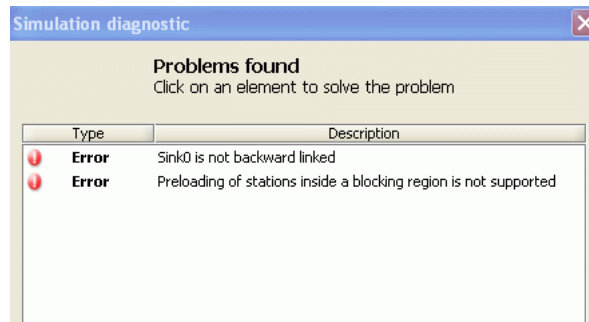 Simulation diagnostic
Problems found
Click on an element to solve the problem
Type Description
Error Sink0 is not backward linked
Error Preloading of stations inside a blocking region is not supported